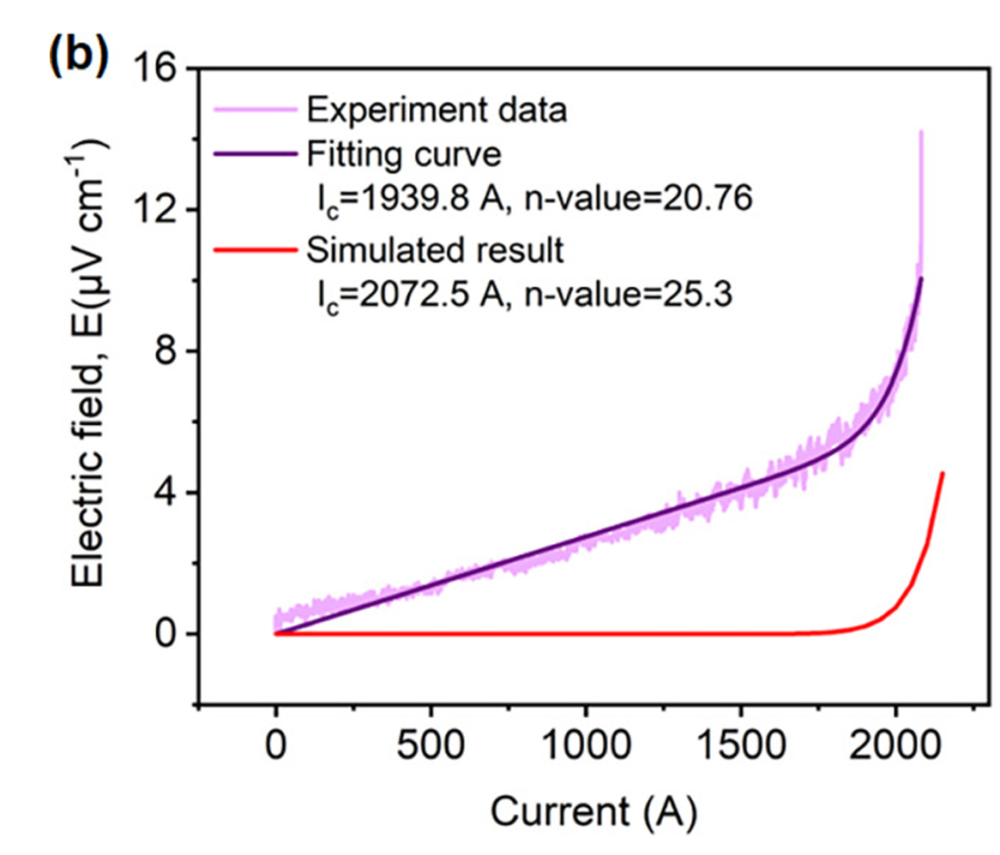 (b)
16
12
8
4
0
Electric field, E(μV cm⁻¹)
Experiment data
Fitting curve
Ic=1939.8 A, n-value=20.76
Simulated result
Ic=2072.5 A, n-value=25.3
0 500 1000 1500 2000
Current (A)